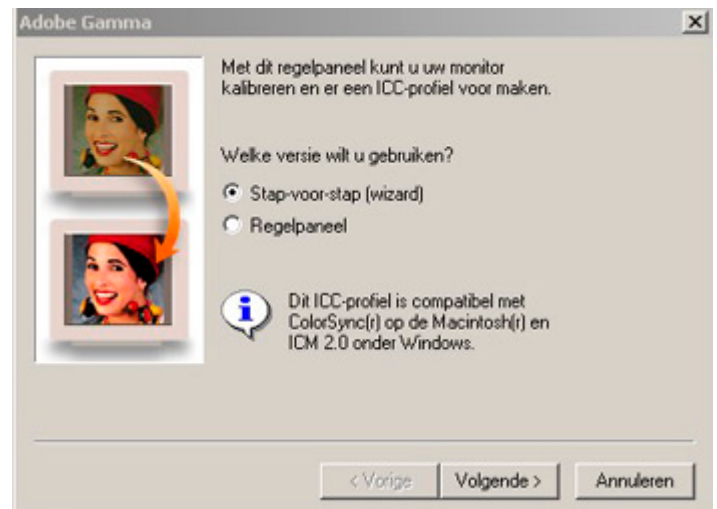 Adobe Gamma
Met dit regelpaneel kunt u uw monitor
kalibreren en er een ICC-profiel voor maken.
Welke versie wilt u gebruiken?
Stap-voor-stap (wizard)
Regelpaneel
Dit ICC-profiel is compatibel met
ColorSync(r) op de Macintosh(r) en
ICM 2.0 onder Windows.
< Vorige
Volgende >
Annuleren